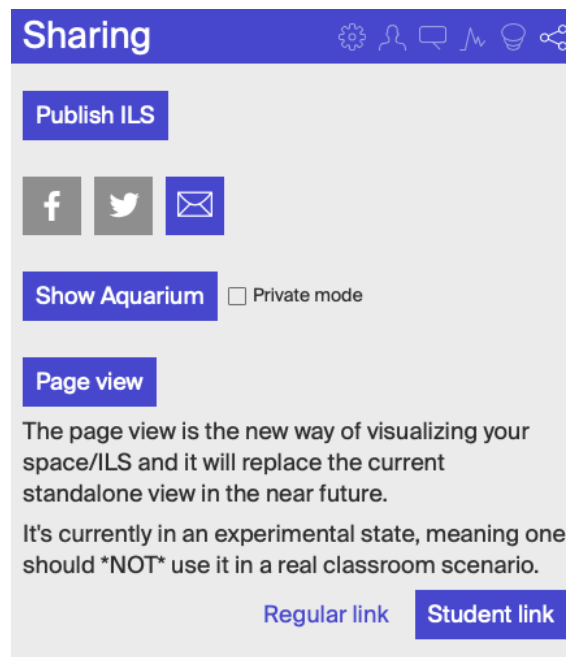 Sharing
Publish ILS
Show Aquarium Private mode
Page view
The page view is the new way of visualizing your
space/ILS and it will replace the current
standalone view in the near future.
It's currently in an experimental state, meaning one
should *NOT* use it in a real classroom scenario.
Regular link Student link